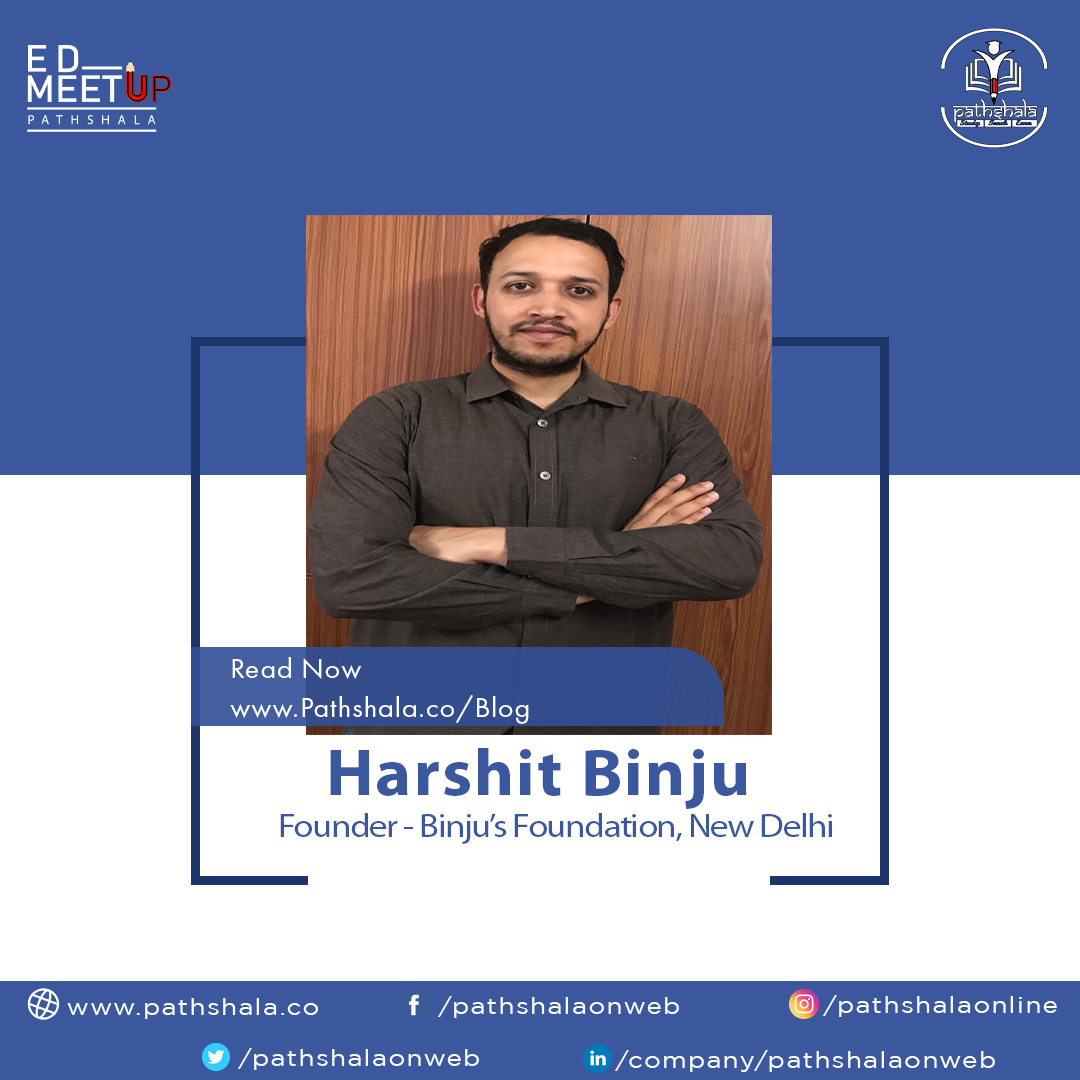 ED
MEETUP
PATHSHALA
pathshala
Read Now
www.Pathshala.co/Blog
Harshit Binju
Founder - Binju’s Foundation, New Delhi
www.pathshala.co
/pathshalaonweb
/pathshalaonline
/pathshalaonweb
/company/pathshalaonweb